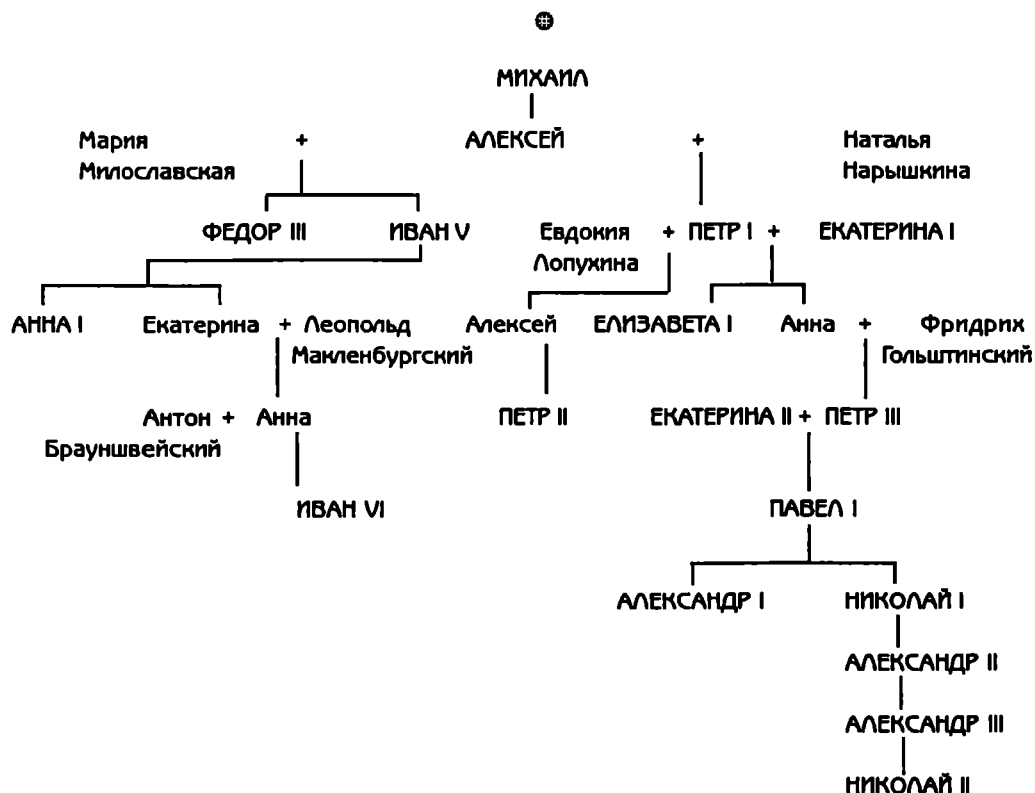 МИХАИЛ
Мария + АЛЕКСЕЙ + Наталья
Милославская Нарышкина
ФЕДОР III ИВАН V Евдокия + ПЕТР I + ЕКАТЕРИНА I
Лопухина
АННА I Екатерина + Леопольд Алексей ЕЛИЗАВЕТА I Анна + Фридрих
Макленбургский Гольштинский
Антон + Анна ПЕТР II ЕКАТЕРИНА II + ПЕТР III
Брауншвейский
ИВАН VI ПАВЕЛ I
АЛЕКСАНДР I НИКОЛАЙ I
АЛЕКСАНДР II
АЛЕКСАНДР III
НИКОЛАЙ II